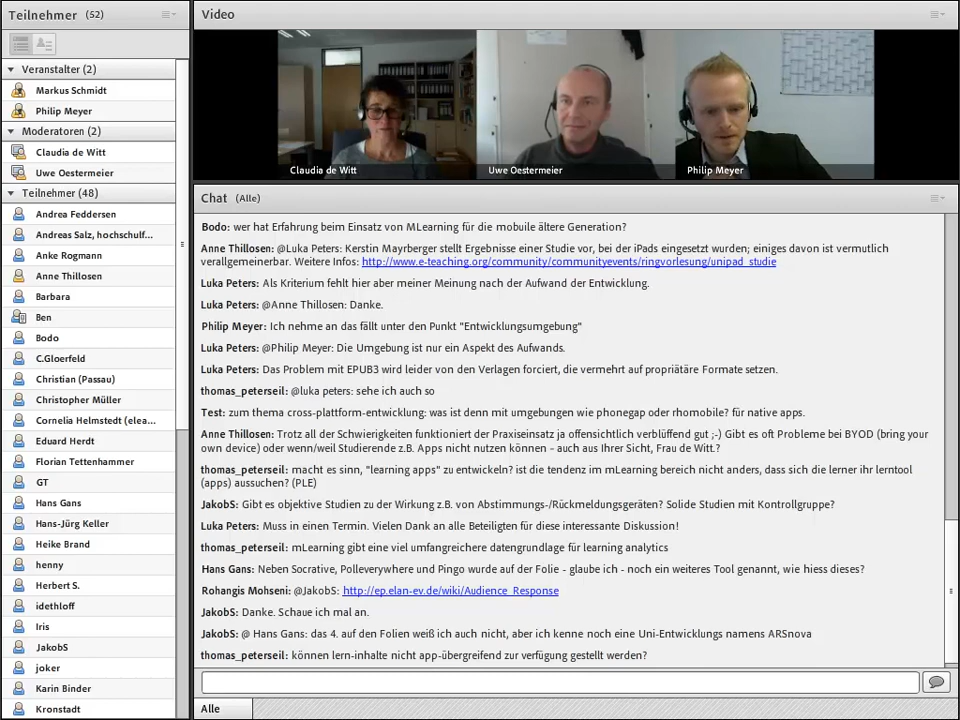 Teilnehmer (52)
Veranstalter (2)
Markus Schmidt
Philip Meyer
Moderatoren (2)
Claudia de Witt
Uwe Oestermeier
Teilnehmer (48)
Andrea Feddersen
Andreas Salz, hochschulf...
Anke Rogmann
Anne Thillosen
Barbara
Ben
Bodo
C.Gloerfeld
Christian (Passau)
Christopher Müller
Cornelia Helmstedt (elea...
Eduard Herdt
Florian Tettenhammer
GT
Hans Gans
Hans-Jürg Keller
Heike Brand
henny
Herbert S.
idethloff
Iris
JakobS
joker
Karin Binder
Kronstadt
Video
Claudia de Witt
Uwe Oestermeier
Philip Meyer
Chat (Alle)
Bodo: wer hat Erfahrung beim Einsatz von MLearning für die mobuile ältere Generation?
Anne Thillosen: @Luka Peters: Kerstin Mayrberger stellt Ergebnisse einer Studie vor, bei der iPads eingesetzt wurden; einiges davon ist vermutlich
verallgemeinerbar. Weitere Infos: http://www.e-teaching.org/community/communityevents/ringvorlesung/unipad_studie
Luka Peters: Als Kriterium fehlt hier aber meiner Meinung nach der Aufwand der Entwicklung.
Luka Peters: @Anne Thillosen: Danke.
Philip Meyer: Ich nehme an das fällt unter den Punkt "Entwicklungsumgebung"
Luka Peters: @Philip Meyer: Die Umgebung ist nur ein Aspekt des Aufwands.
Luka Peters: Das Problem mit EPUB3 wird leider von den Verlagen forciert, die vermehrt auf propriätäre Formate setzen.
thomas_peterseil: @luka peters: sehe ich auch so
Test: zum thema cross-plattform-entwicklung: was ist denn mit umgebungen wie phonegap oder rhomobile? für native apps.
Anne Thillosen: Trotz all der Schwierigkeiten funktioniert der Praxiseinsatz ja offensichtlich verblüffend gut ;-) Gibt es oft Probleme bei BYOD (bring your
own device) oder wenn/weil Studierende z.B. Apps nicht nutzen können – auch aus Ihrer Sicht, Frau de Witt.?
thomas_peterseil: macht es sinn, "learning apps" zu entwickeln? ist die tendenz im mLearning bereich nicht anders, dass sich die lerner ihr lerntool
(apps) aussuchen? (PLE)
JakobS: Gibt es objektive Studien zu der Wirkung z.B. von Abstimmungs-/Rückmeldungsgeräten? Solide Studien mit Kontrollgruppe?
Luka Peters: Muss in einen Termin. Vielen Dank an alle Beteiligten für diese interessante Diskussion!
thomas_peterseil: mLearning gibt eine viel umfangreichere datengrundlage für learning analytics
Hans Gans: Neben Socrative, Polleverywhere und Pingo wurde auf der Folie - glaube ich - noch ein weiteres Tool genannt, wie hiess dieses?
Rohangis Mohseni: @JakobS: http://ep.elan-ev.de/wiki/Audience_Response
JakobS: Danke. Schaue ich mal an.
JakobS: @ Hans Gans: das 4. auf den Folien weiß ich auch nicht, aber ich kenne noch eine Uni-Entwicklungs namens ARSnova
thomas_peterseil: können lern-inhalte nicht app-übergreifend zur verfügung gestellt werden?
Alle